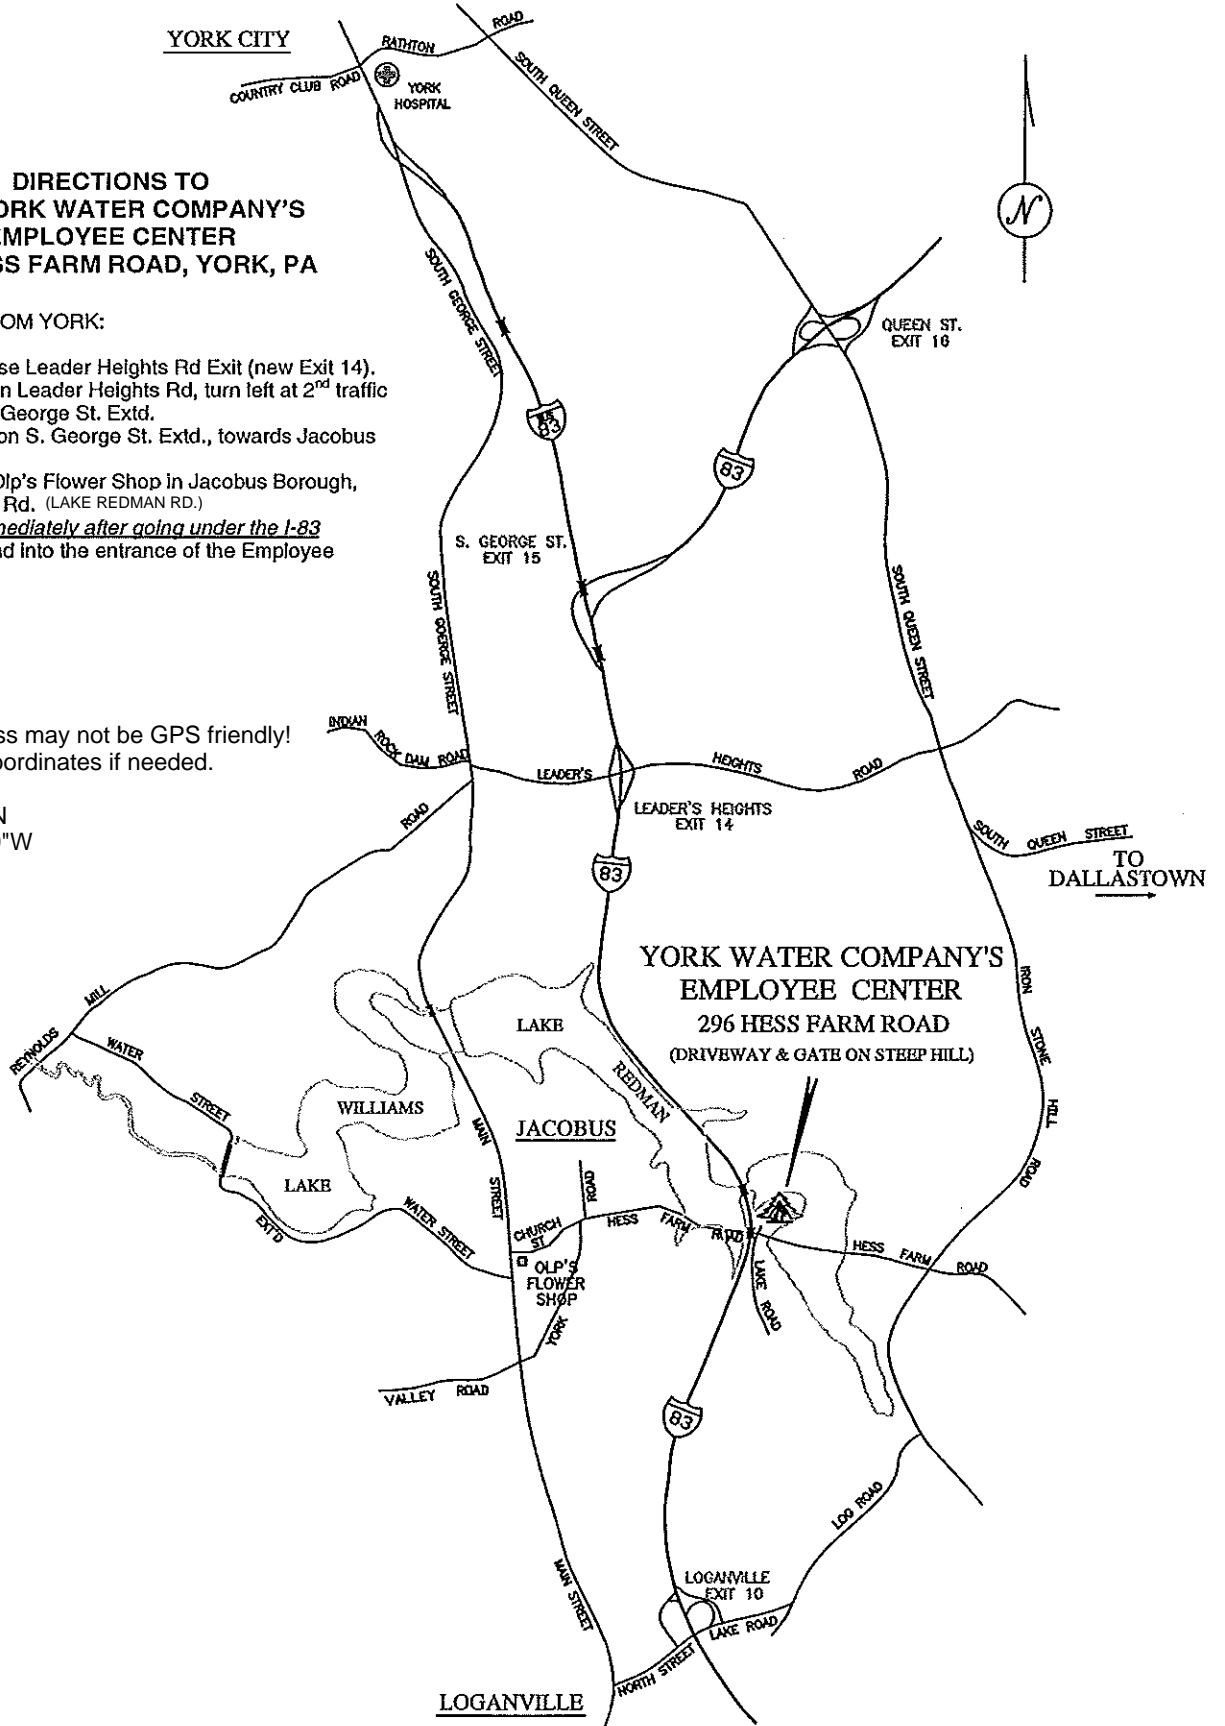 YORK CITY
RATHTON
ROAD
COUNTRY CLUB ROAD
YORK
HOSPITAL
SOUTH QUEEN STREET
N
DIRECTIONS TO
ORK WATER COMPANY'S
EMPLOYEE CENTER
SS FARM ROAD, YORK, PA
OM YORK:
se Leader Heights Rd Exit (new Exit 14).
n Leader Heights Rd, turn left at 2nd traffic
George St. Extd.
on S. George St. Extd., towards Jacobus
Olp's Flower Shop in Jacobus Borough,
Rd. (LAKE REDMAN RD.)
mediately after going under the I-83
d into the entrance of the Employee
ss may not be GPS friendly!
ordinates if needed.
N
"W
SOUTH GEORGE STREET
QUEEN ST.
EXIT 16
83
83
S. GEORGE ST.
EXIT 15
SOUTH GOERGE STREET
SOUTH QUEEN STREET
INDIAN
ROCK DAM ROAD
LEADER'S
HEIGHTS
ROAD
LEADER'S HEIGHTS
EXIT 14
83
SOUTH QUEEN STREET
TO
DALLASTOWN
REYNOLDS
MILL
ROAD
WATER
STREET
EXT'D
YORK WATER COMPANY'S
EMPLOYEE CENTER
296 HESS FARM ROAD
(DRIVEWAY & GATE ON STEEP HILL)
LAKE
REDMAN
WILLIAMS
LAKE
JACOBUS
MAIN
STREET
IRON
STONE
HILL
ROAD
WATER STREET
CHURCH
ST
ROAD
HESS
FARM
ROAD
HESS
FARM
ROAD
LAKE ROAD
OLP'S
FLOWER
SHOP
YORK
VALLEY ROAD
83
LOG ROAD
MAIN STREET
LOGANVILLE
EXIT 10
LAKE ROAD
NORTH STREET
LOGANVILLE